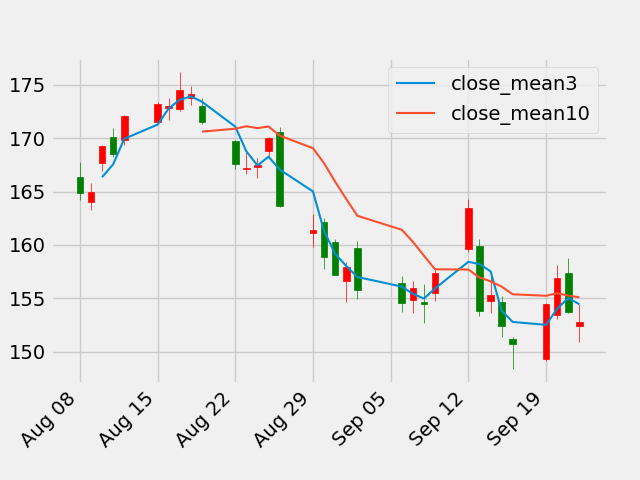 close_mean3
close_mean10
175
170
165
160
155
150
Aug 08
Aug 15
Aug 22
Aug 29
Sep 05
Sep 12
Sep 19